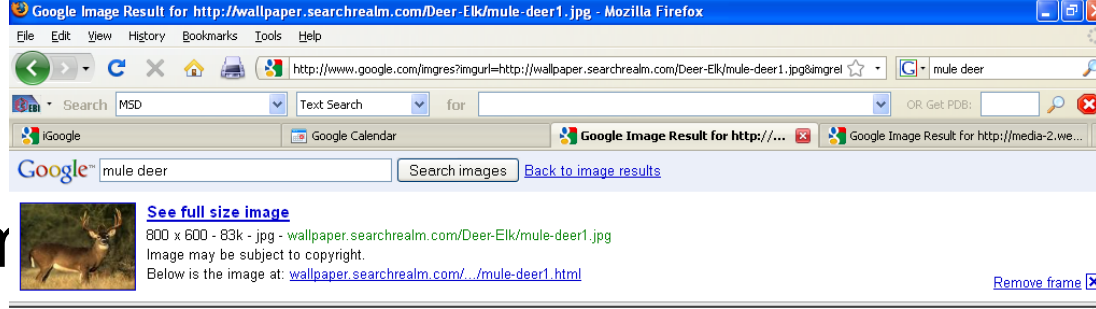 Google Image Result for http://wallpaper.searchrealm.com/Deer-Elk/mule-deer1.jpg - Mozilla Firefox
File Edit View History Bookmarks Tools Help
http://www.google.com/imgres?imgurl=http://wallpaper.searchrealm.com/Deer-Elk/mule-deer1.jpg&imgrel G mule deer
EBI Search MSD Text Search for OR Get PDB:
iGoogle Google Calendar Google Image Result for http://... Google Image Result for http://media-2.we...
Google™ mule deer Search images Back to image results
See full size image
800 x 600 - 83k - jpg - wallpaper.searchrealm.com/Deer-Elk/mule-deer1.jpg
Image may be subject to copyright.
Below is the image at: wallpaper.searchrealm.com/.../mule-deer1.html
Remove frame